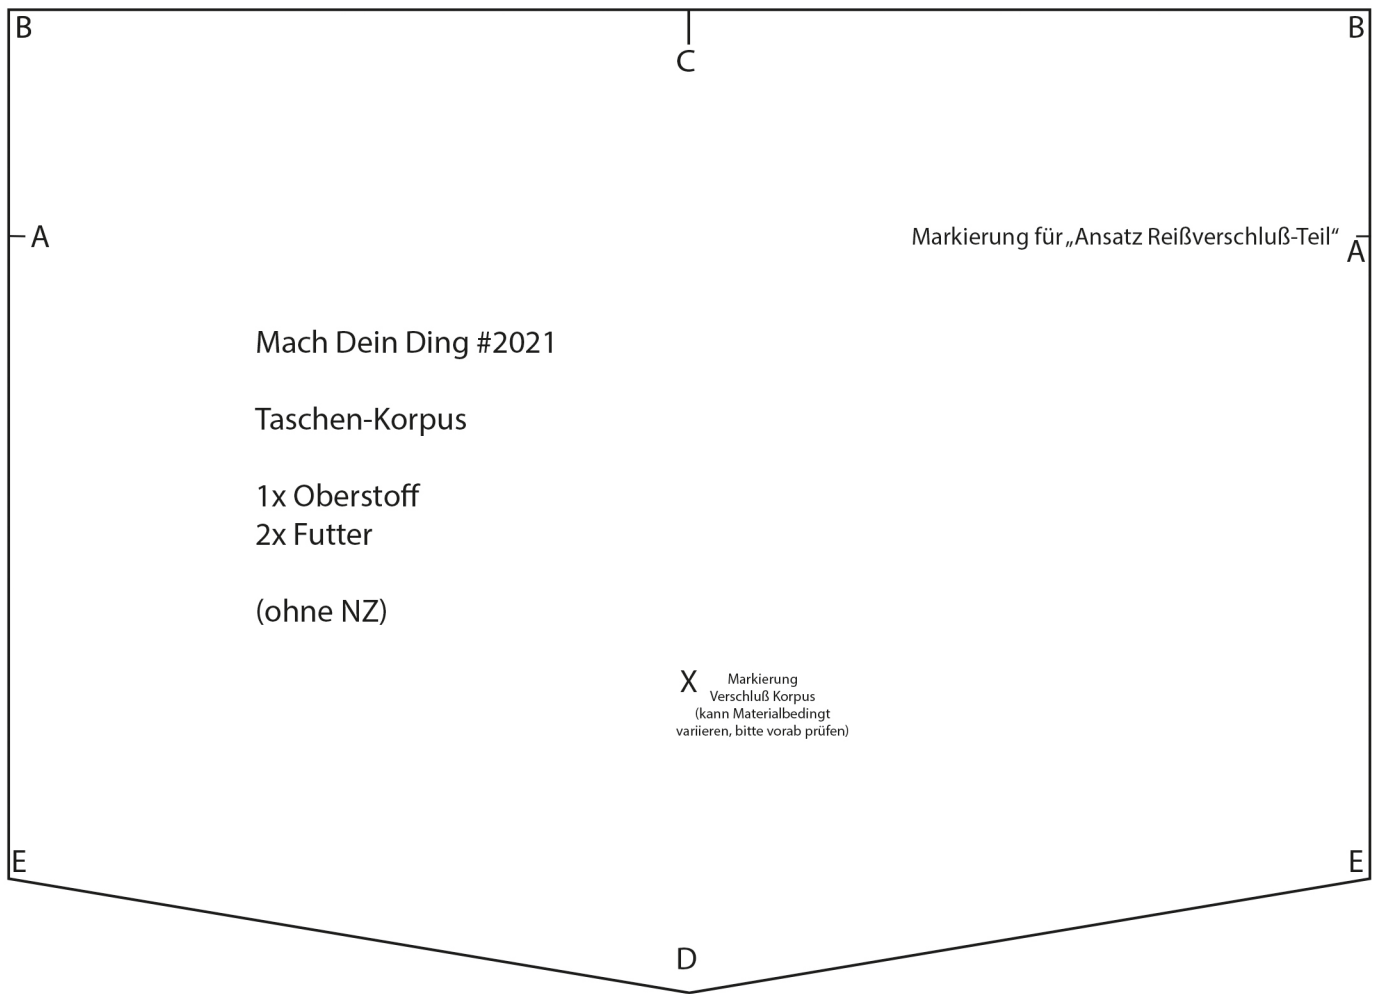 B
B
C
A
Markierung für „Ansatz Reißverschluß-Teil“
A
Mach Dein Ding #2021
Taschen-Korpus
1x Oberstoff
2x Futter
(ohne NZ)
X
Markierung
Verschluß Korpus
(kann Materialbedingt
variieren, bitte vorab prüfen)
E
E
D